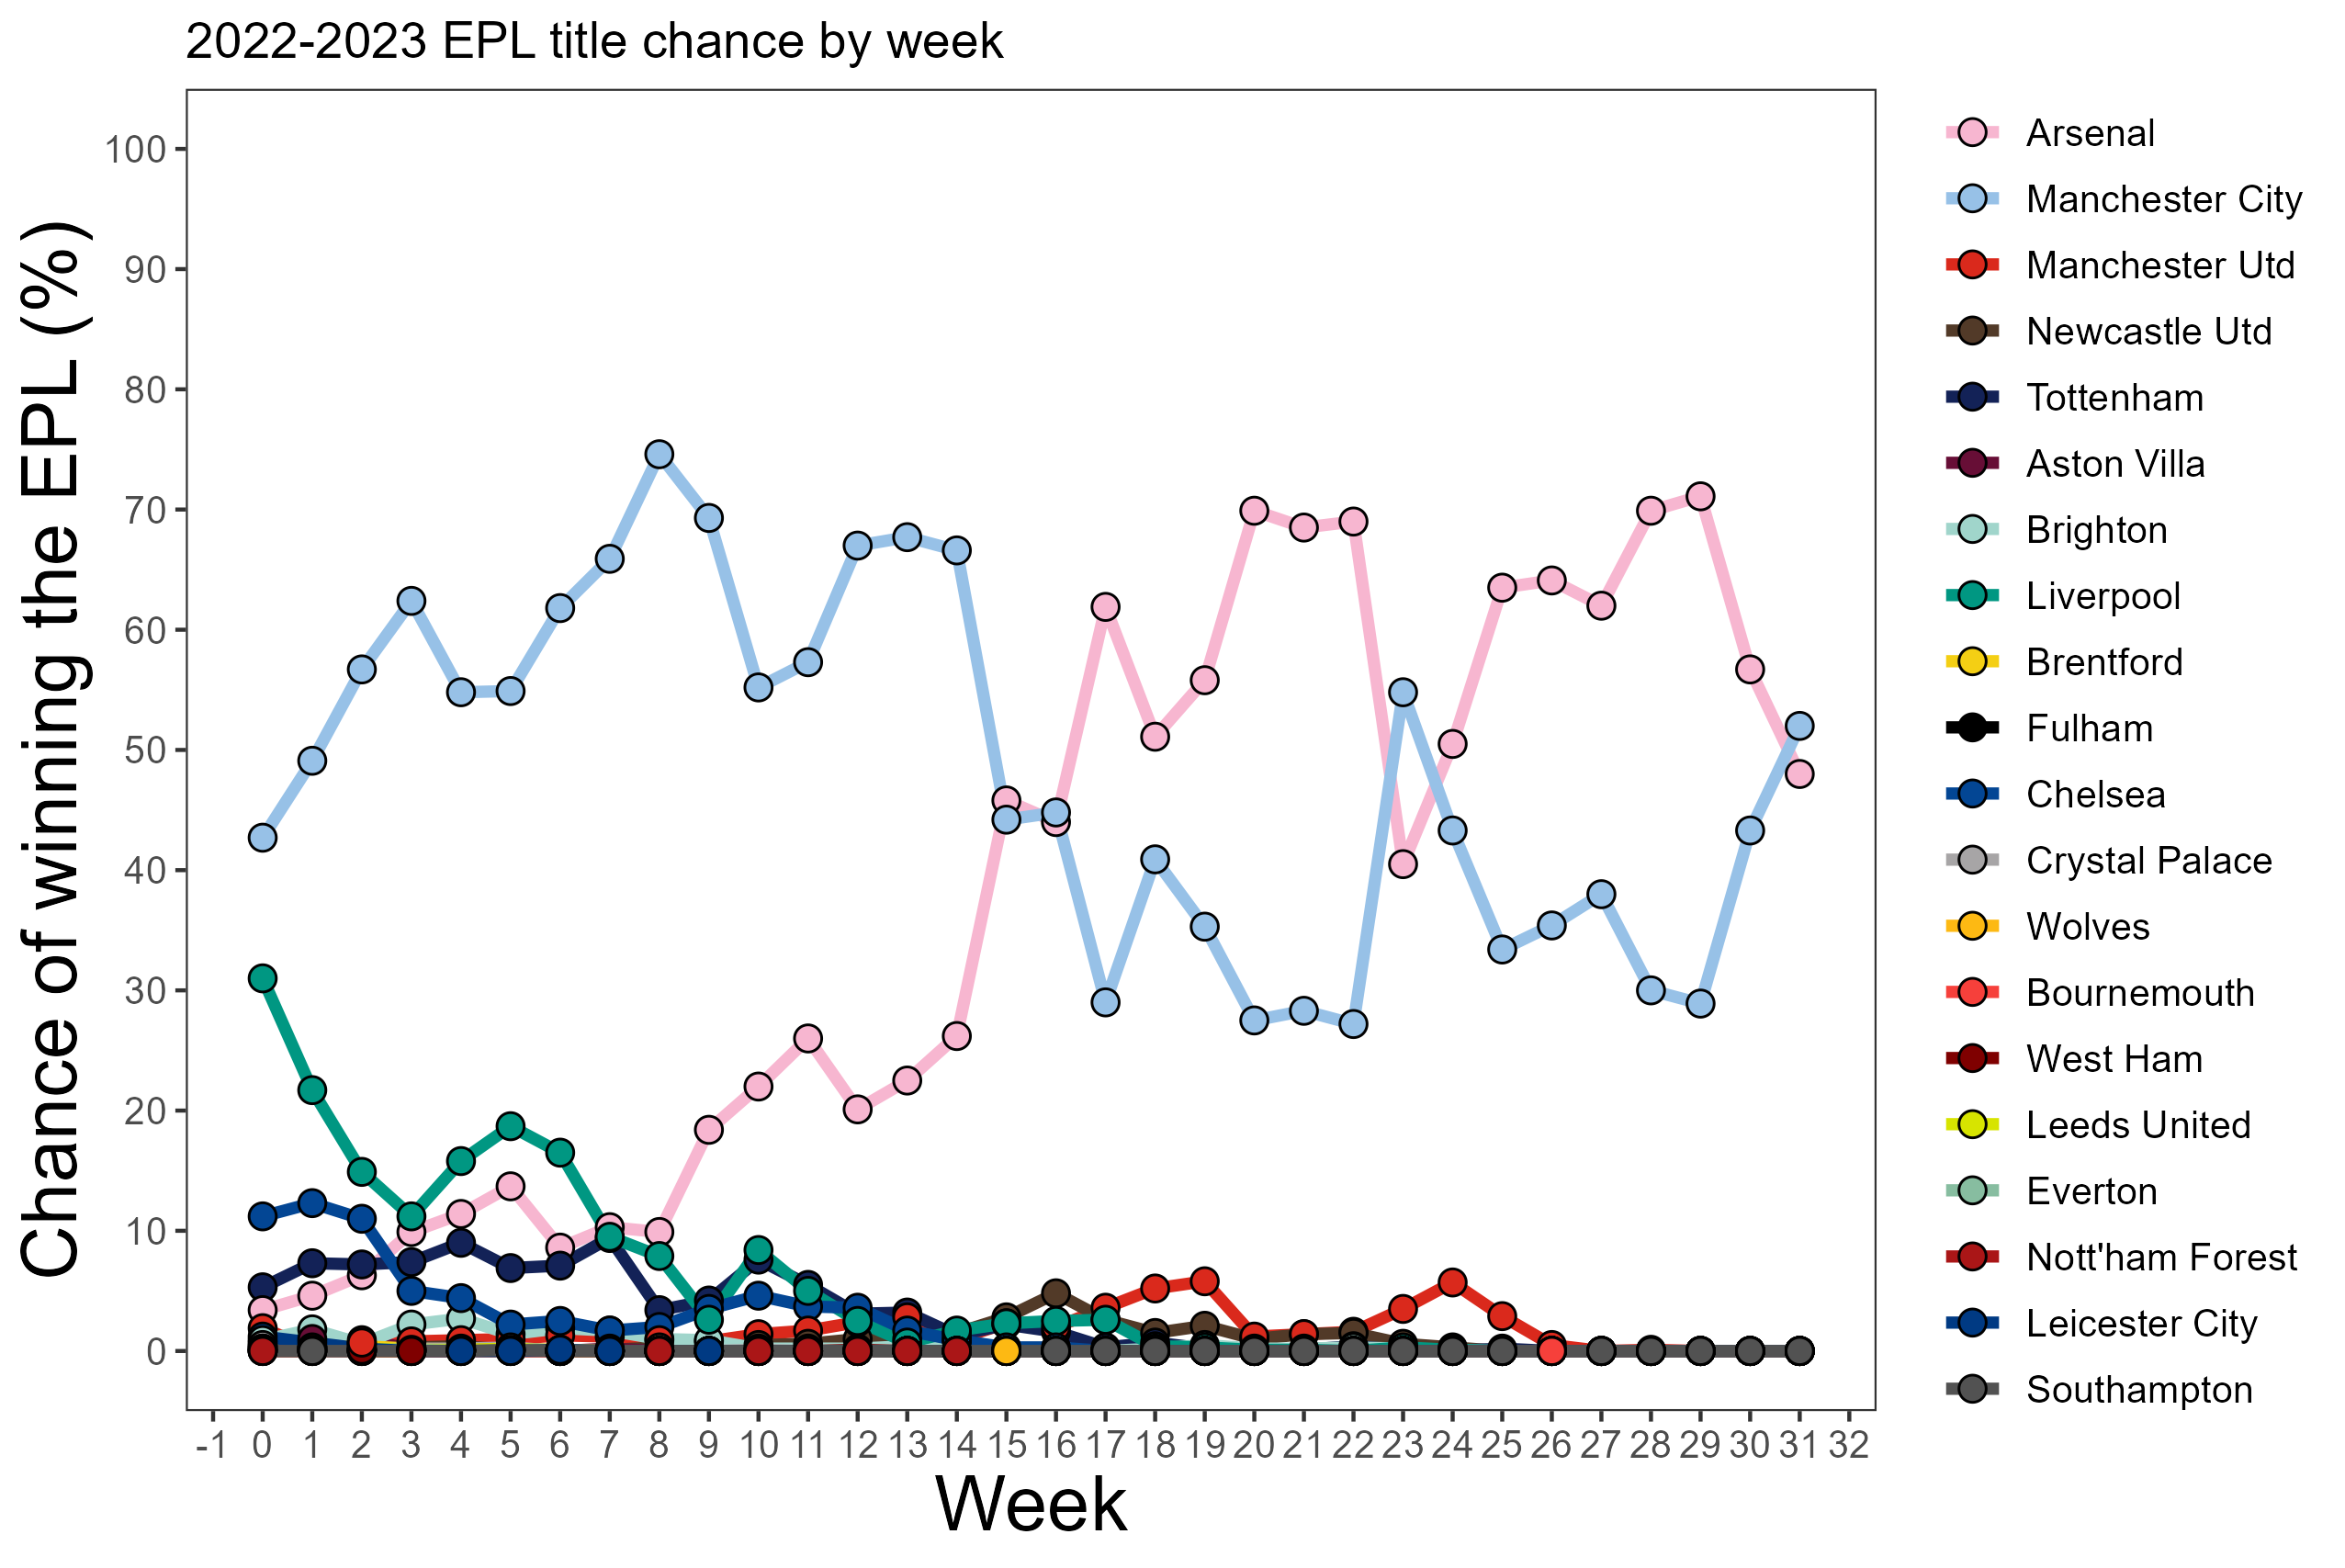 2022-2023 EPL title chance by week
Chance of winning the EPL (%)
100
90
80
70
60
50
40
30
20
10
0
-1 0 1 2 3 4 5 6 7 8 9 10 11 12 13 14 15 16 17 18 19 20 21 22 23 24 25 26 27 28 29 30 31 32
Week
Arsenal
Manchester City
Manchester Utd
Newcastle Utd
Tottenham
Aston Villa
Brighton
Liverpool
Brentford
Fulham
Chelsea
Crystal Palace
Wolves
Bournemouth
West Ham
Leeds United
Everton
Nott'ham Forest
Leicester City
Southampton